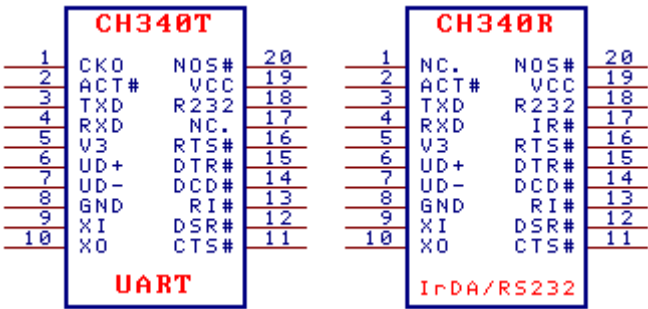 CH340T
1 CKO NOS# 20
2 ACT# VCC 19
3 TXD R232 18
4 RXD NC. 17
5 V3 RTS# 16
6 UD+ DTR# 15
7 UD- DCD# 14
8 GND RI# 13
9 XI DSR# 12
10 XO CTS# 11
UART
CH340R
1 NC. NOS# 20
2 ACT# VCC 19
3 TXD R232 18
4 RXD IR# 17
5 V3 RTS# 16
6 UD+ DTR# 15
7 UD- DCD# 14
8 GND RI# 13
9 XI DSR# 12
10 XO CTS# 11
IrDA/RS232